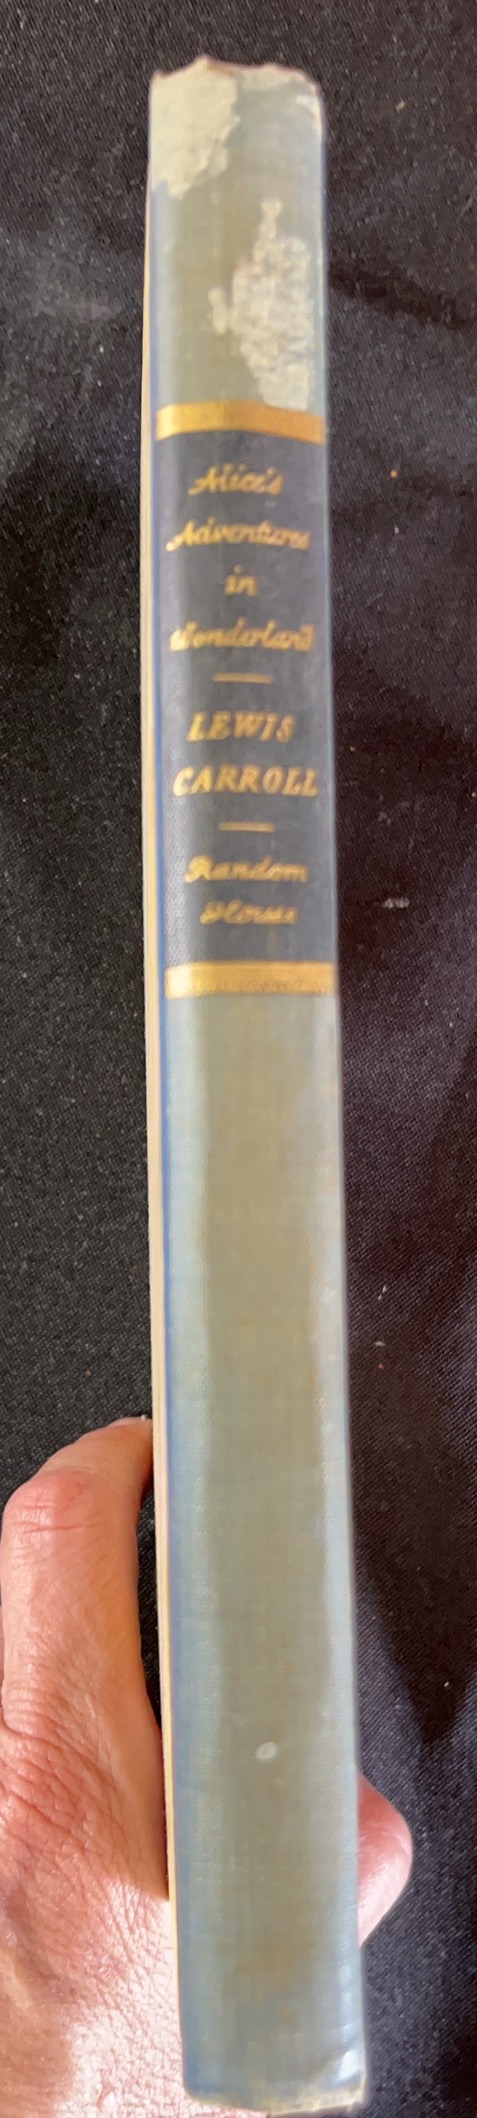 Alice's
Adventures
in
Wonderland
LEWIS
CARROLL
Random
House